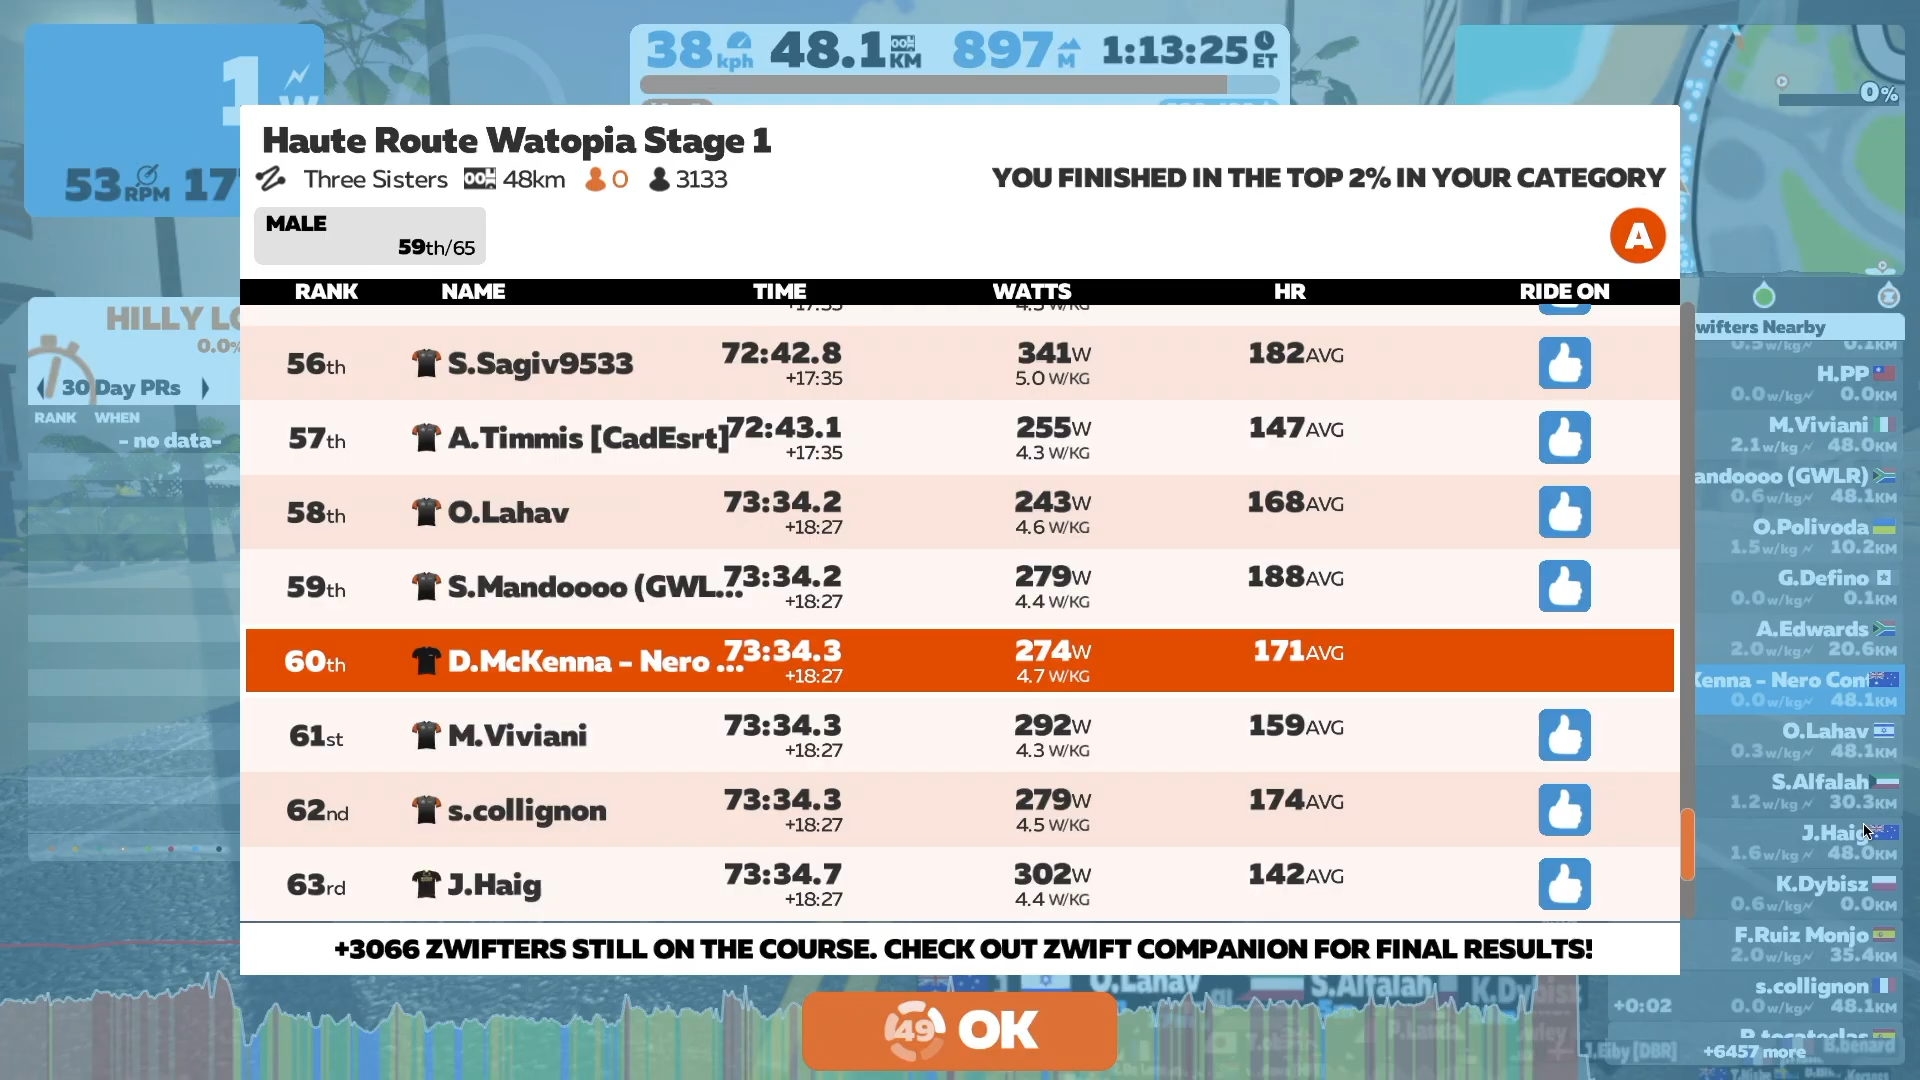 38 kph 48.1 KM 897 M 1:13:25 ET
1 W
53 RPM 17
0%
Haute Route Watopia Stage 1
Three Sisters 48km 0 3133
YOU FINISHED IN THE TOP 2% IN YOUR CATEGORY
MALE
59th/65
A
RANK NAME TIME WATTS HR RIDE ON
56th S.Sagiv9533 72:42.8 341W 182AVG
+17:35 5.0 W/KG
57th A.Timmis [CadEsrt] 72:43.1 255W 147AVG
+17:35 4.3 W/KG
58th O.Lahav 73:34.2 243W 168AVG
+18:27 4.6 W/KG
59th S.Mandoooo (GWL... 73:34.2 279W 188AVG
+18:27 4.4 W/KG
60th D.McKenna - Nero ... 73:34.3 274W 171AVG
+18:27 4.7 W/KG
61st M.Viviani 73:34.3 292W 159AVG
+18:27 4.3 W/KG
62nd s.collignon 73:34.3 279W 174AVG
+18:27 4.5 W/KG
63rd J.Haig 73:34.7 302W 142AVG
+18:27 4.4 W/KG
+3066 ZWIFTERS STILL ON THE COURSE. CHECK OUT ZWIFT COMPANION FOR FINAL RESULTS!
49 OK
HILLY LO
0.0%
30 Day PRs
RANK WHEN
- no data-
wifters Nearby
H.PP
0.0w/kg 0.0KM
M.Viviani
2.1w/kg 48.0KM
andoooo (GWLR)
0.6w/kg 48.1KM
O.Polivoda
1.5w/kg 10.2KM
G.Defino
0.0w/kg 0.1KM
A.Edwards
2.0w/kg 20.6KM
Kenna - Nero Cont
0.0w/kg 48.1KM
O.Lahav
0.3w/kg 48.1KM
S.Alfalah
1.2w/kg 30.3KM
J.Haig
1.6w/kg 48.0KM
K.Dybisz
0.6w/kg 0.0KM
F.Ruiz Monjo
2.0w/kg 35.4KM
s.collignon
+0:02 0.0w/kg 48.1KM
+6457 more
O.Lahav S.Alfalah K.Dybisz
J.Eiby [DBR] B.benard